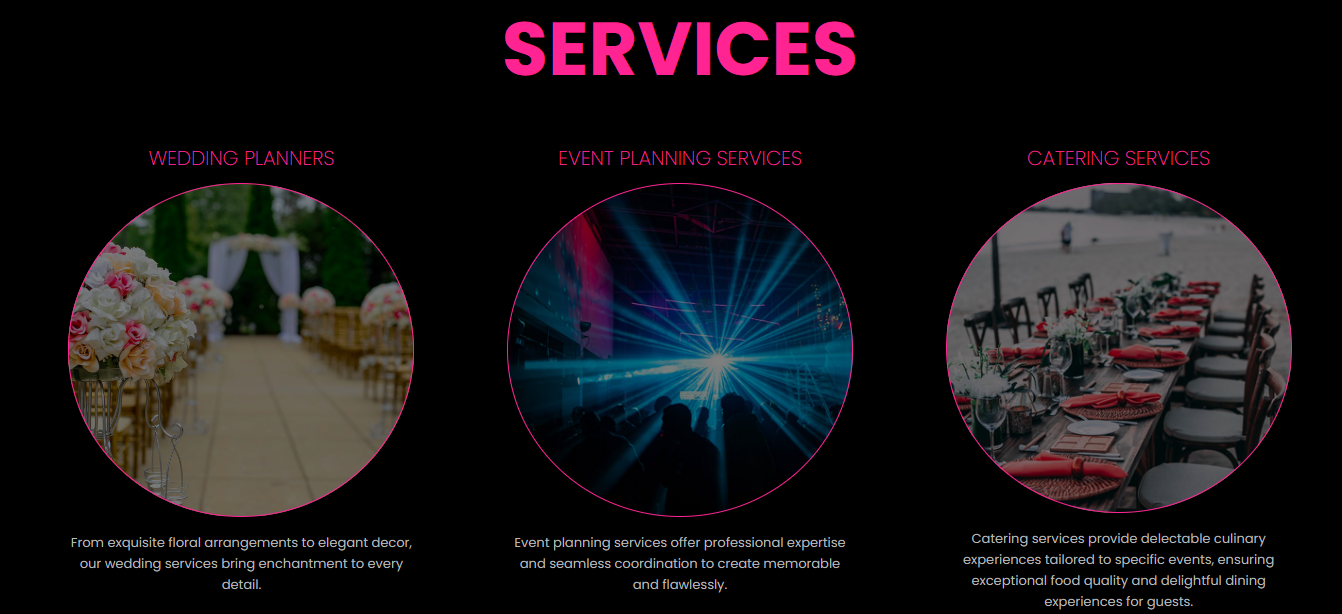 SERVICES
WEDDING PLANNERS
From exquisite floral arrangements to elegant decor,
our wedding services bring enchantment to every
detail.
EVENT PLANNING SERVICES
Event planning services offer professional expertise
and seamless coordination to create memorable
and flawlessly.
CATERING SERVICES
Catering services provide delectable culinary
experiences tailored to specific events, ensuring
exceptional food quality and delightful dining
experiences for guests.